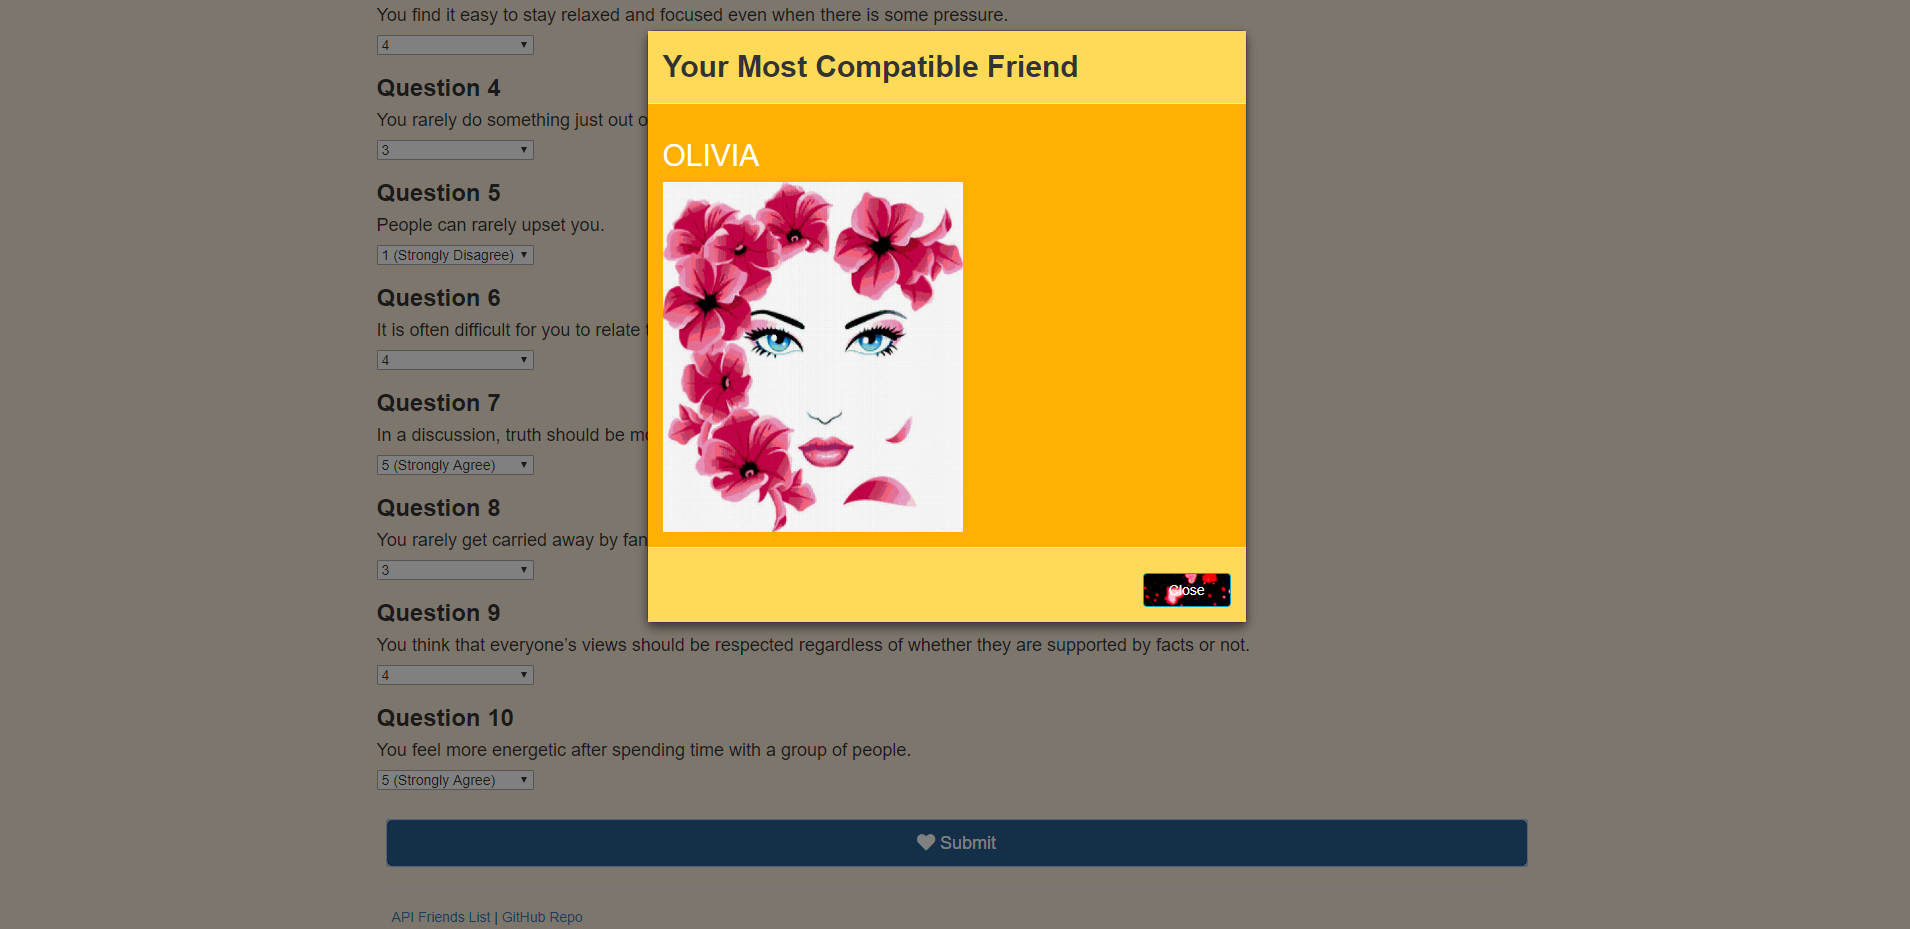 You find it easy to stay relaxed and focused even when there is some pressure.
4
Your Most Compatible Friend
Question 4
You rarely do something just out o
3
OLIVIA
Question 5
People can rarely upset you.
1 (Strongly Disagree)
Question 6
It is often difficult for you to relate
4
Question 7
In a discussion, truth should be
5 (Strongly Agree)
Question 8
You rarely get carried away by fan
3
Close
Question 9
You think that everyone’s views should be respected regardless of whether they are supported by facts or not.
4
Question 10
You feel more energetic after spending time with a group of people.
5 (Strongly Agree)
Submit
API Friends List | GitHub Repo